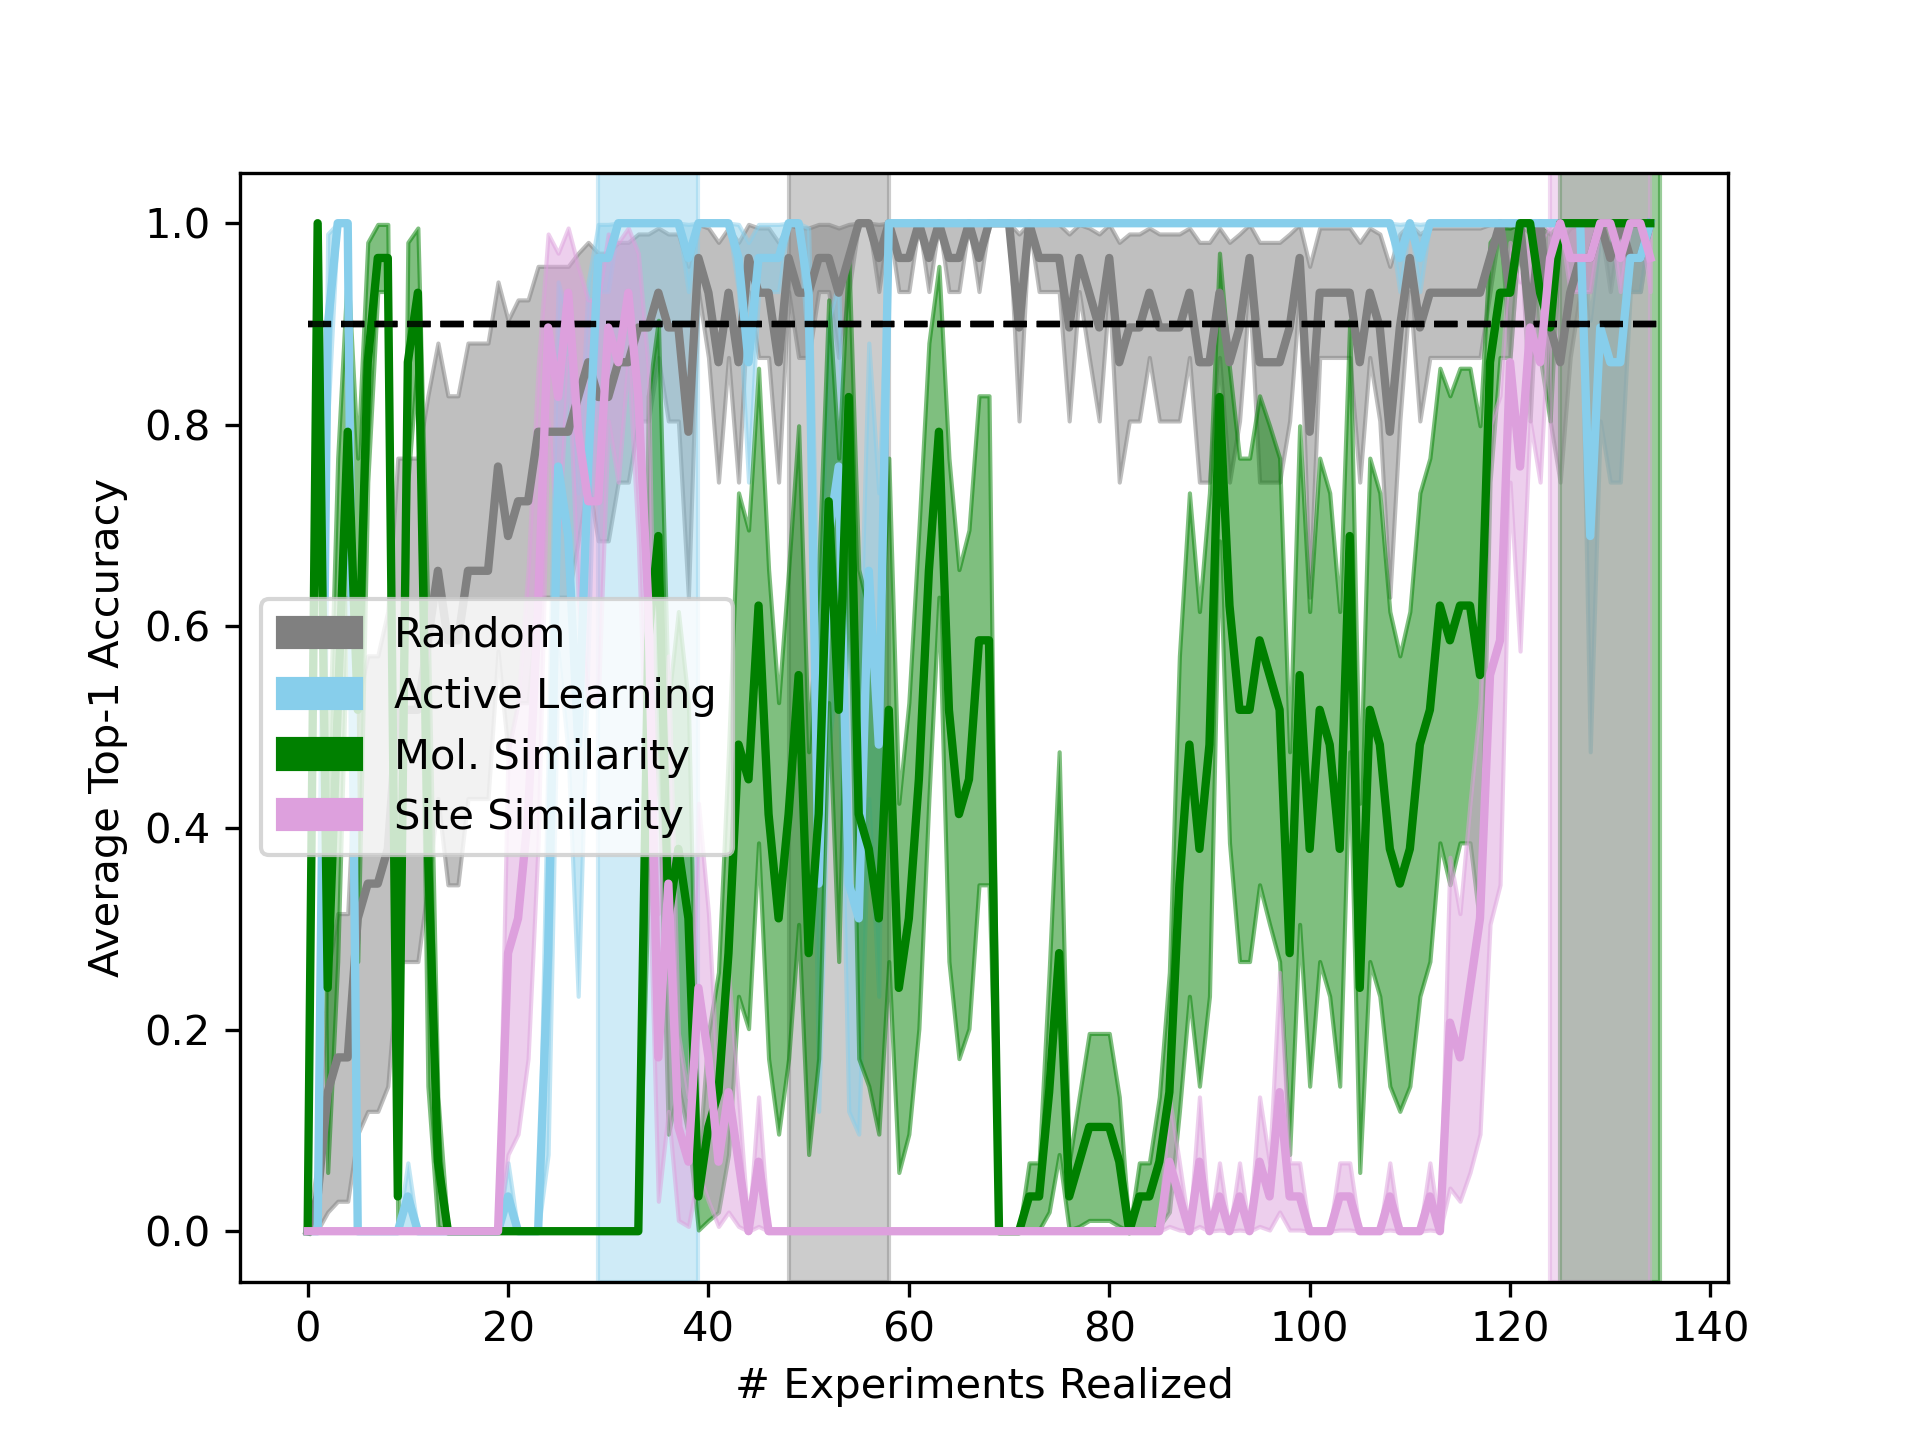 1.0
0.8
0.6
0.4
0.2
0.0
Average Top-1 Accuracy
Random
Active Learning
Mol. Similarity
Site Similarity
0 20 40 60 80 100 120 140
# Experiments Realized